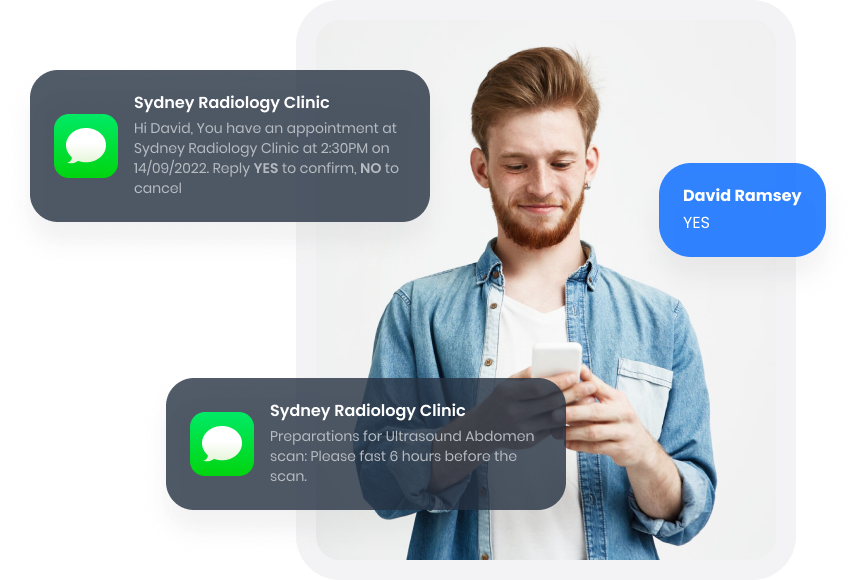 Sydney Radiology Clinic
Hi David, You have an appointment at
Sydney Radiology Clinic at 2:30PM on
14/09/2022. Reply YES to confirm, NO to
cancel
David Ramsey
YES
Sydney Radiology Clinic
Preparations for Ultrasound Abdomen
scan: Please fast 6 hours before the
scan.